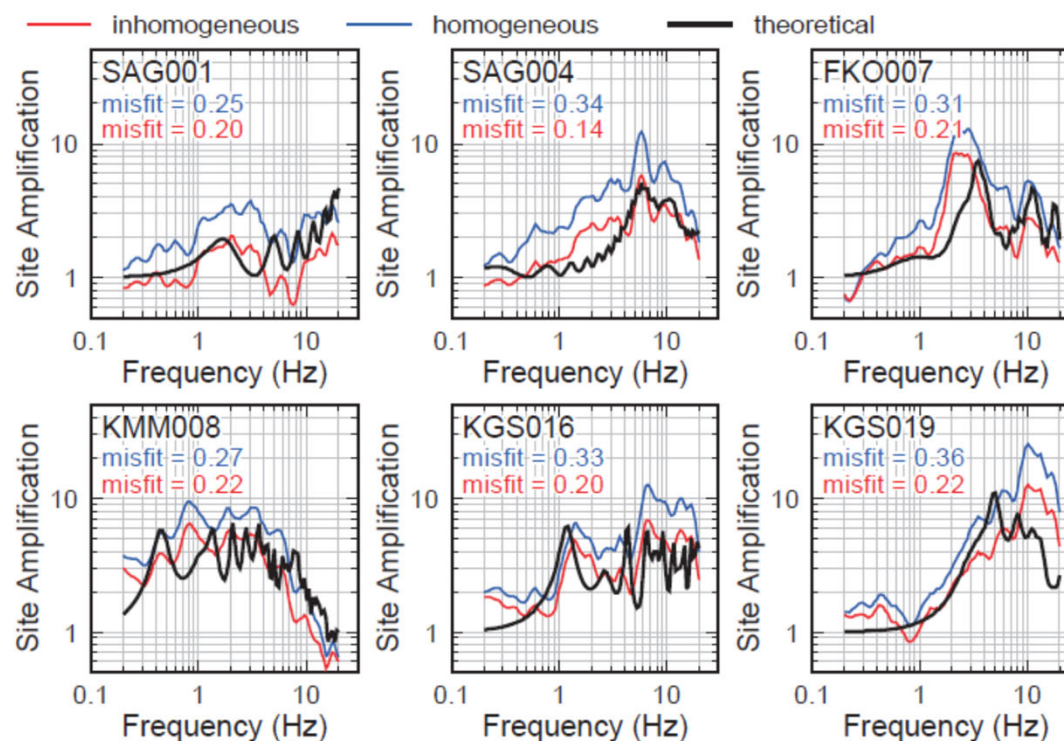 inhomogeneous homogeneous theoretical
SAG001
misfit = 0.25
misfit = 0.20
Site Amplification
10
1
0.1 1 10
Frequency (Hz)
SAG004
misfit = 0.34
misfit = 0.14
Site Amplification
10
1
0.1 1 10
Frequency (Hz)
FKO007
misfit = 0.31
misfit = 0.21
Site Amplification
10
1
0.1 1 10
Frequency (Hz)
KMM008
misfit = 0.27
misfit = 0.22
Site Amplification
10
1
0.1 1 10
Frequency (Hz)
KGS016
misfit = 0.33
misfit = 0.20
Site Amplification
10
1
0.1 1 10
Frequency (Hz)
KGS019
misfit = 0.36
misfit = 0.22
Site Amplification
10
1
0.1 1 10
Frequency (Hz)